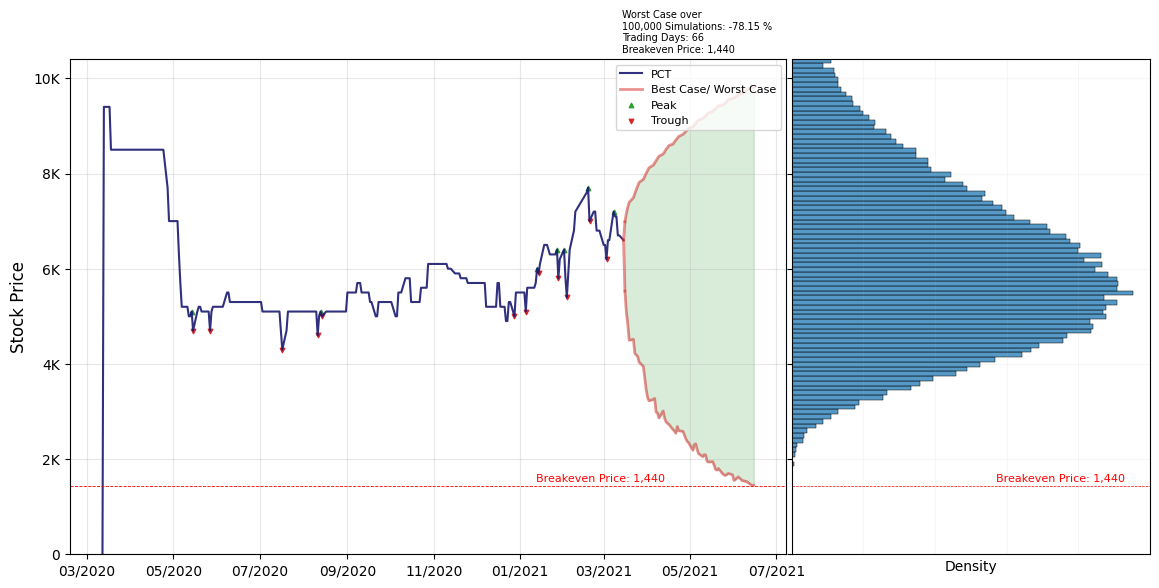 Worst Case over
100,000 Simulations: -78.15 %
Trading Days: 66
Breakeven Price: 1,440
PCT
Best Case/ Worst Case
Peak
Trough
10K
8K
6K
4K
2K
0
Stock Price
Breakeven Price: 1,440
Breakeven Price: 1,440
03/2020 05/2020 07/2020 09/2020 11/2020 01/2021 03/2021 05/2021 07/2021
Density